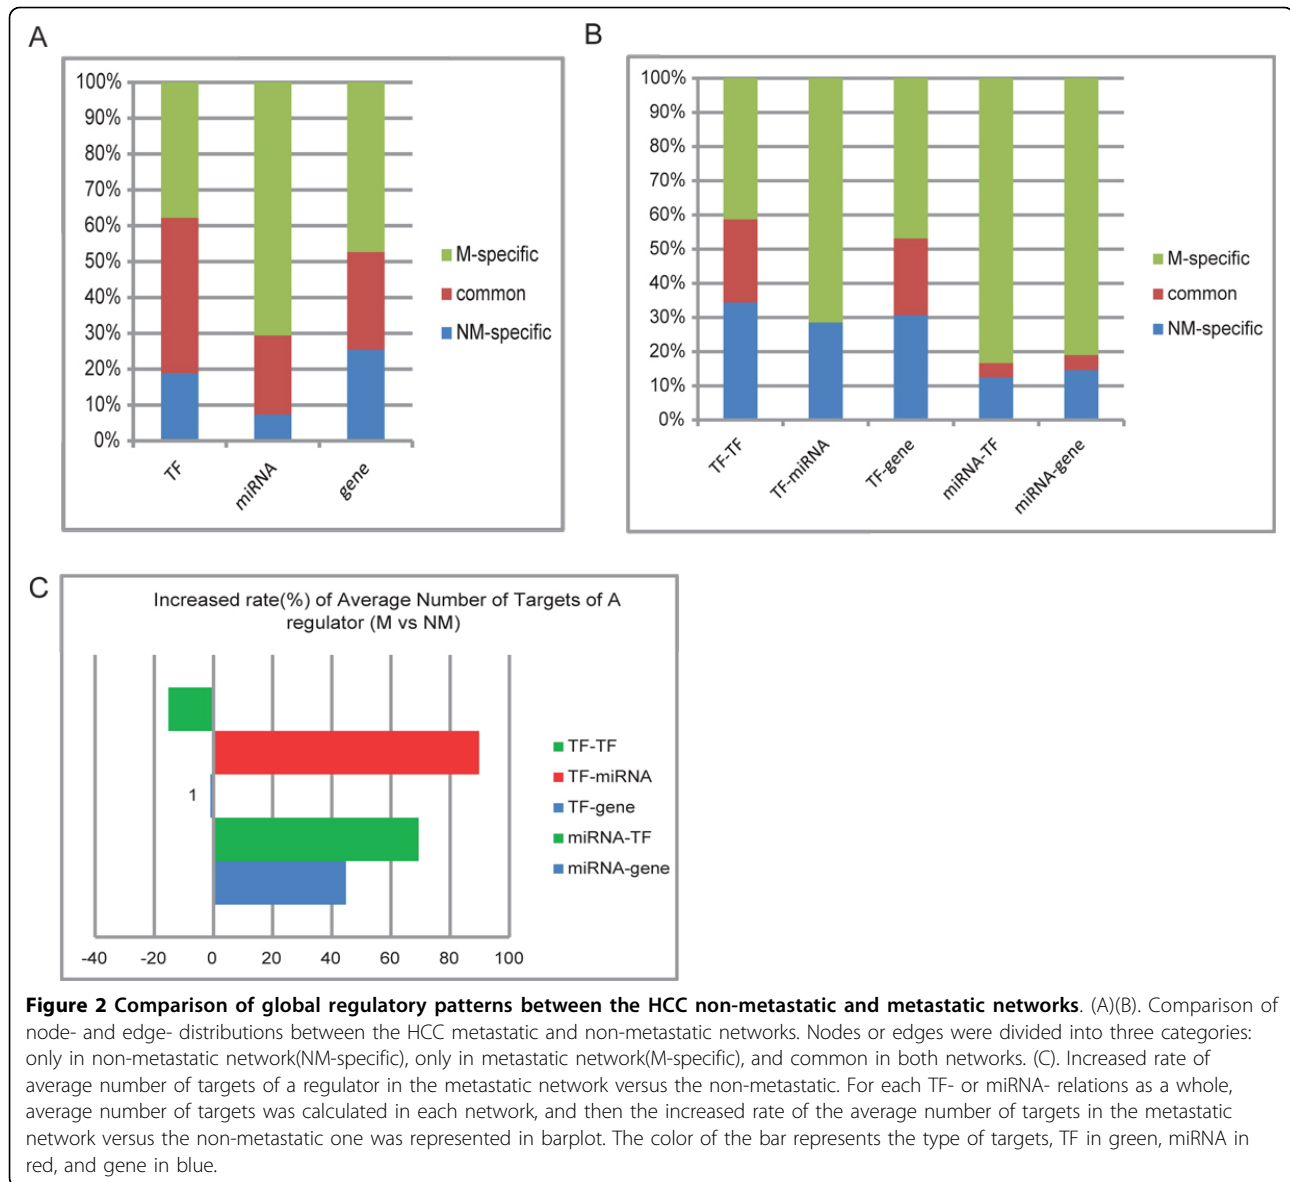 A
100%
90%
80%
70%
60%
50%
40%
30%
20%
10%
0%
TF
miRNA
gene
M-specific
common
NM-specific
B
100%
90%
80%
70%
60%
50%
40%
30%
20%
10%
0%
TF-TF
TF-miRNA
TF-gene
miRNA-TF
miRNA-gene
M-specific
common
NM-specific
C
Increased rate(%) of Average Number of Targets of A
regulator (M vs NM)
1
-40 -20 0 20 40 60 80 100
TF-TF
TF-miRNA
TF-gene
miRNA-TF
miRNA-gene
Figure 2 Comparison of global regulatory patterns between the HCC non-metastatic and metastatic networks. (A)(B). Comparison of
node- and edge- distributions between the HCC metastatic and non-metastatic networks. Nodes or edges were divided into three categories:
only in non-metastatic network(NM-specific), only in metastatic network(M-specific), and common in both networks. (C). Increased rate of
average number of targets of a regulator in the metastatic network versus the non-metastatic. For each TF- or miRNA- relations as a whole,
average number of targets was calculated in each network, and then the increased rate of the average number of targets in the metastatic
network versus the non-metastatic one was represented in barplot. The color of the bar represents the type of targets, TF in green, miRNA in
red, and gene in blue.